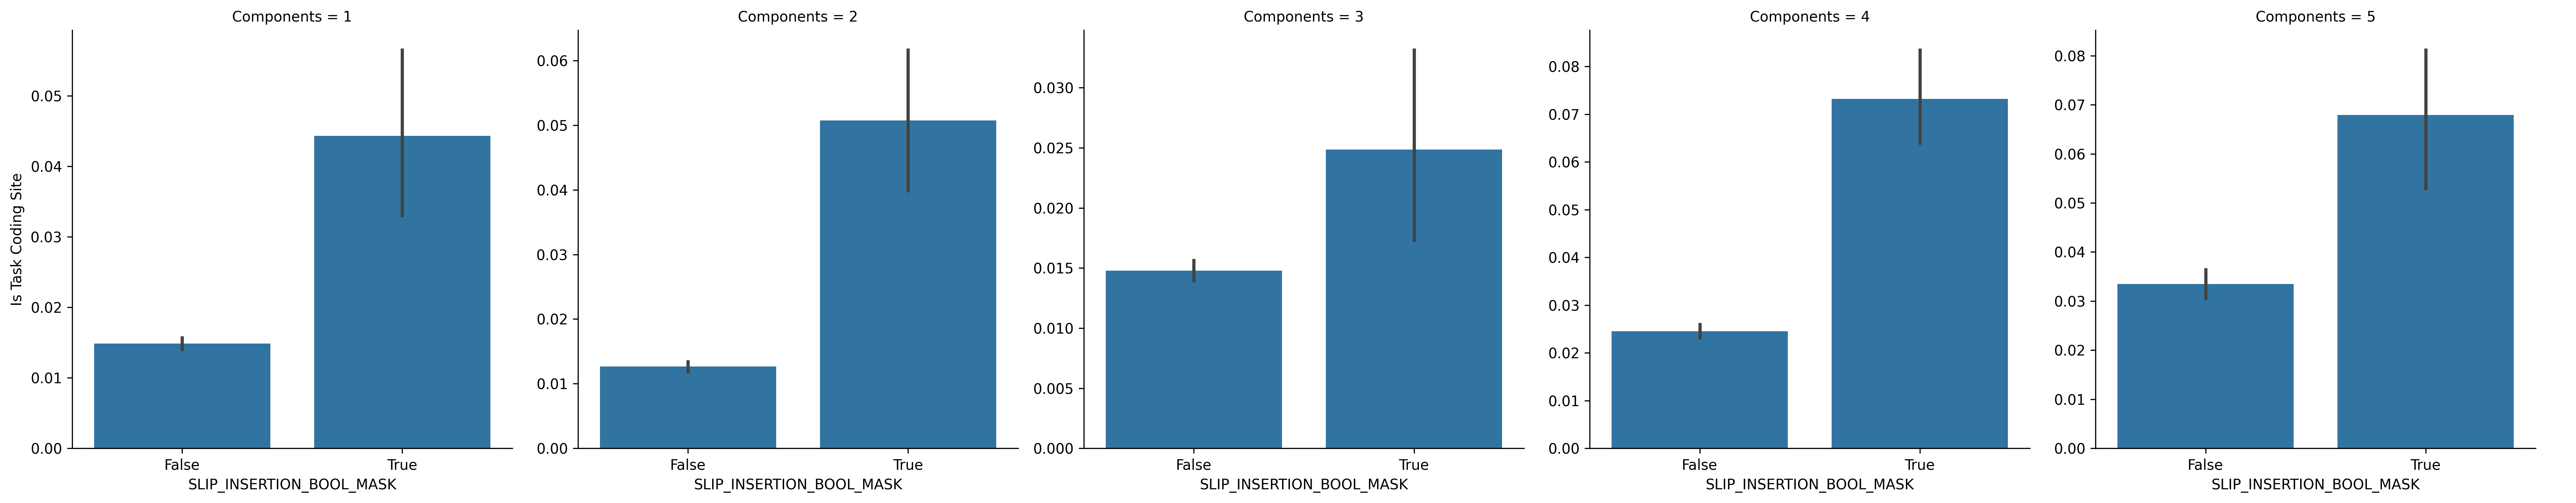 Components = 1
Components = 2
Components = 3
Components = 4
Components = 5
Is Task Coding Site
0.05
0.04
0.03
0.02
0.01
0.00
False
True
SLIP_INSERTION_BOOL_MASK
0.06
0.05
0.04
0.03
0.02
0.01
0.00
False
True
SLIP_INSERTION_BOOL_MASK
0.030
0.025
0.020
0.015
0.010
0.005
0.000
False
True
SLIP_INSERTION_BOOL_MASK
0.08
0.07
0.06
0.05
0.04
0.03
0.02
0.01
0.00
False
True
SLIP_INSERTION_BOOL_MASK
0.08
0.07
0.06
0.05
0.04
0.03
0.02
0.01
0.00
False
True
SLIP_INSERTION_BOOL_MASK